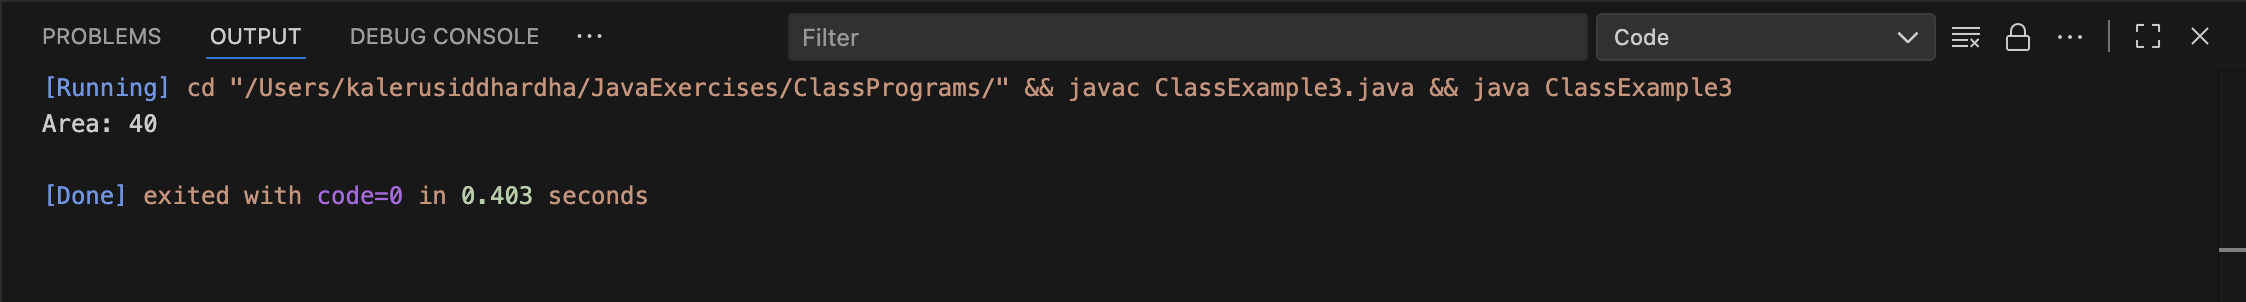 PROBLEMS OUTPUT DEBUG CONSOLE ··· Filter Code ···
[Running] cd "/Users/kalerusiddhardha/JavaExercises/ClassPrograms/" && javac ClassExample3.java && java ClassExample3
Area: 40
[Done] exited with code=0 in 0.403 seconds